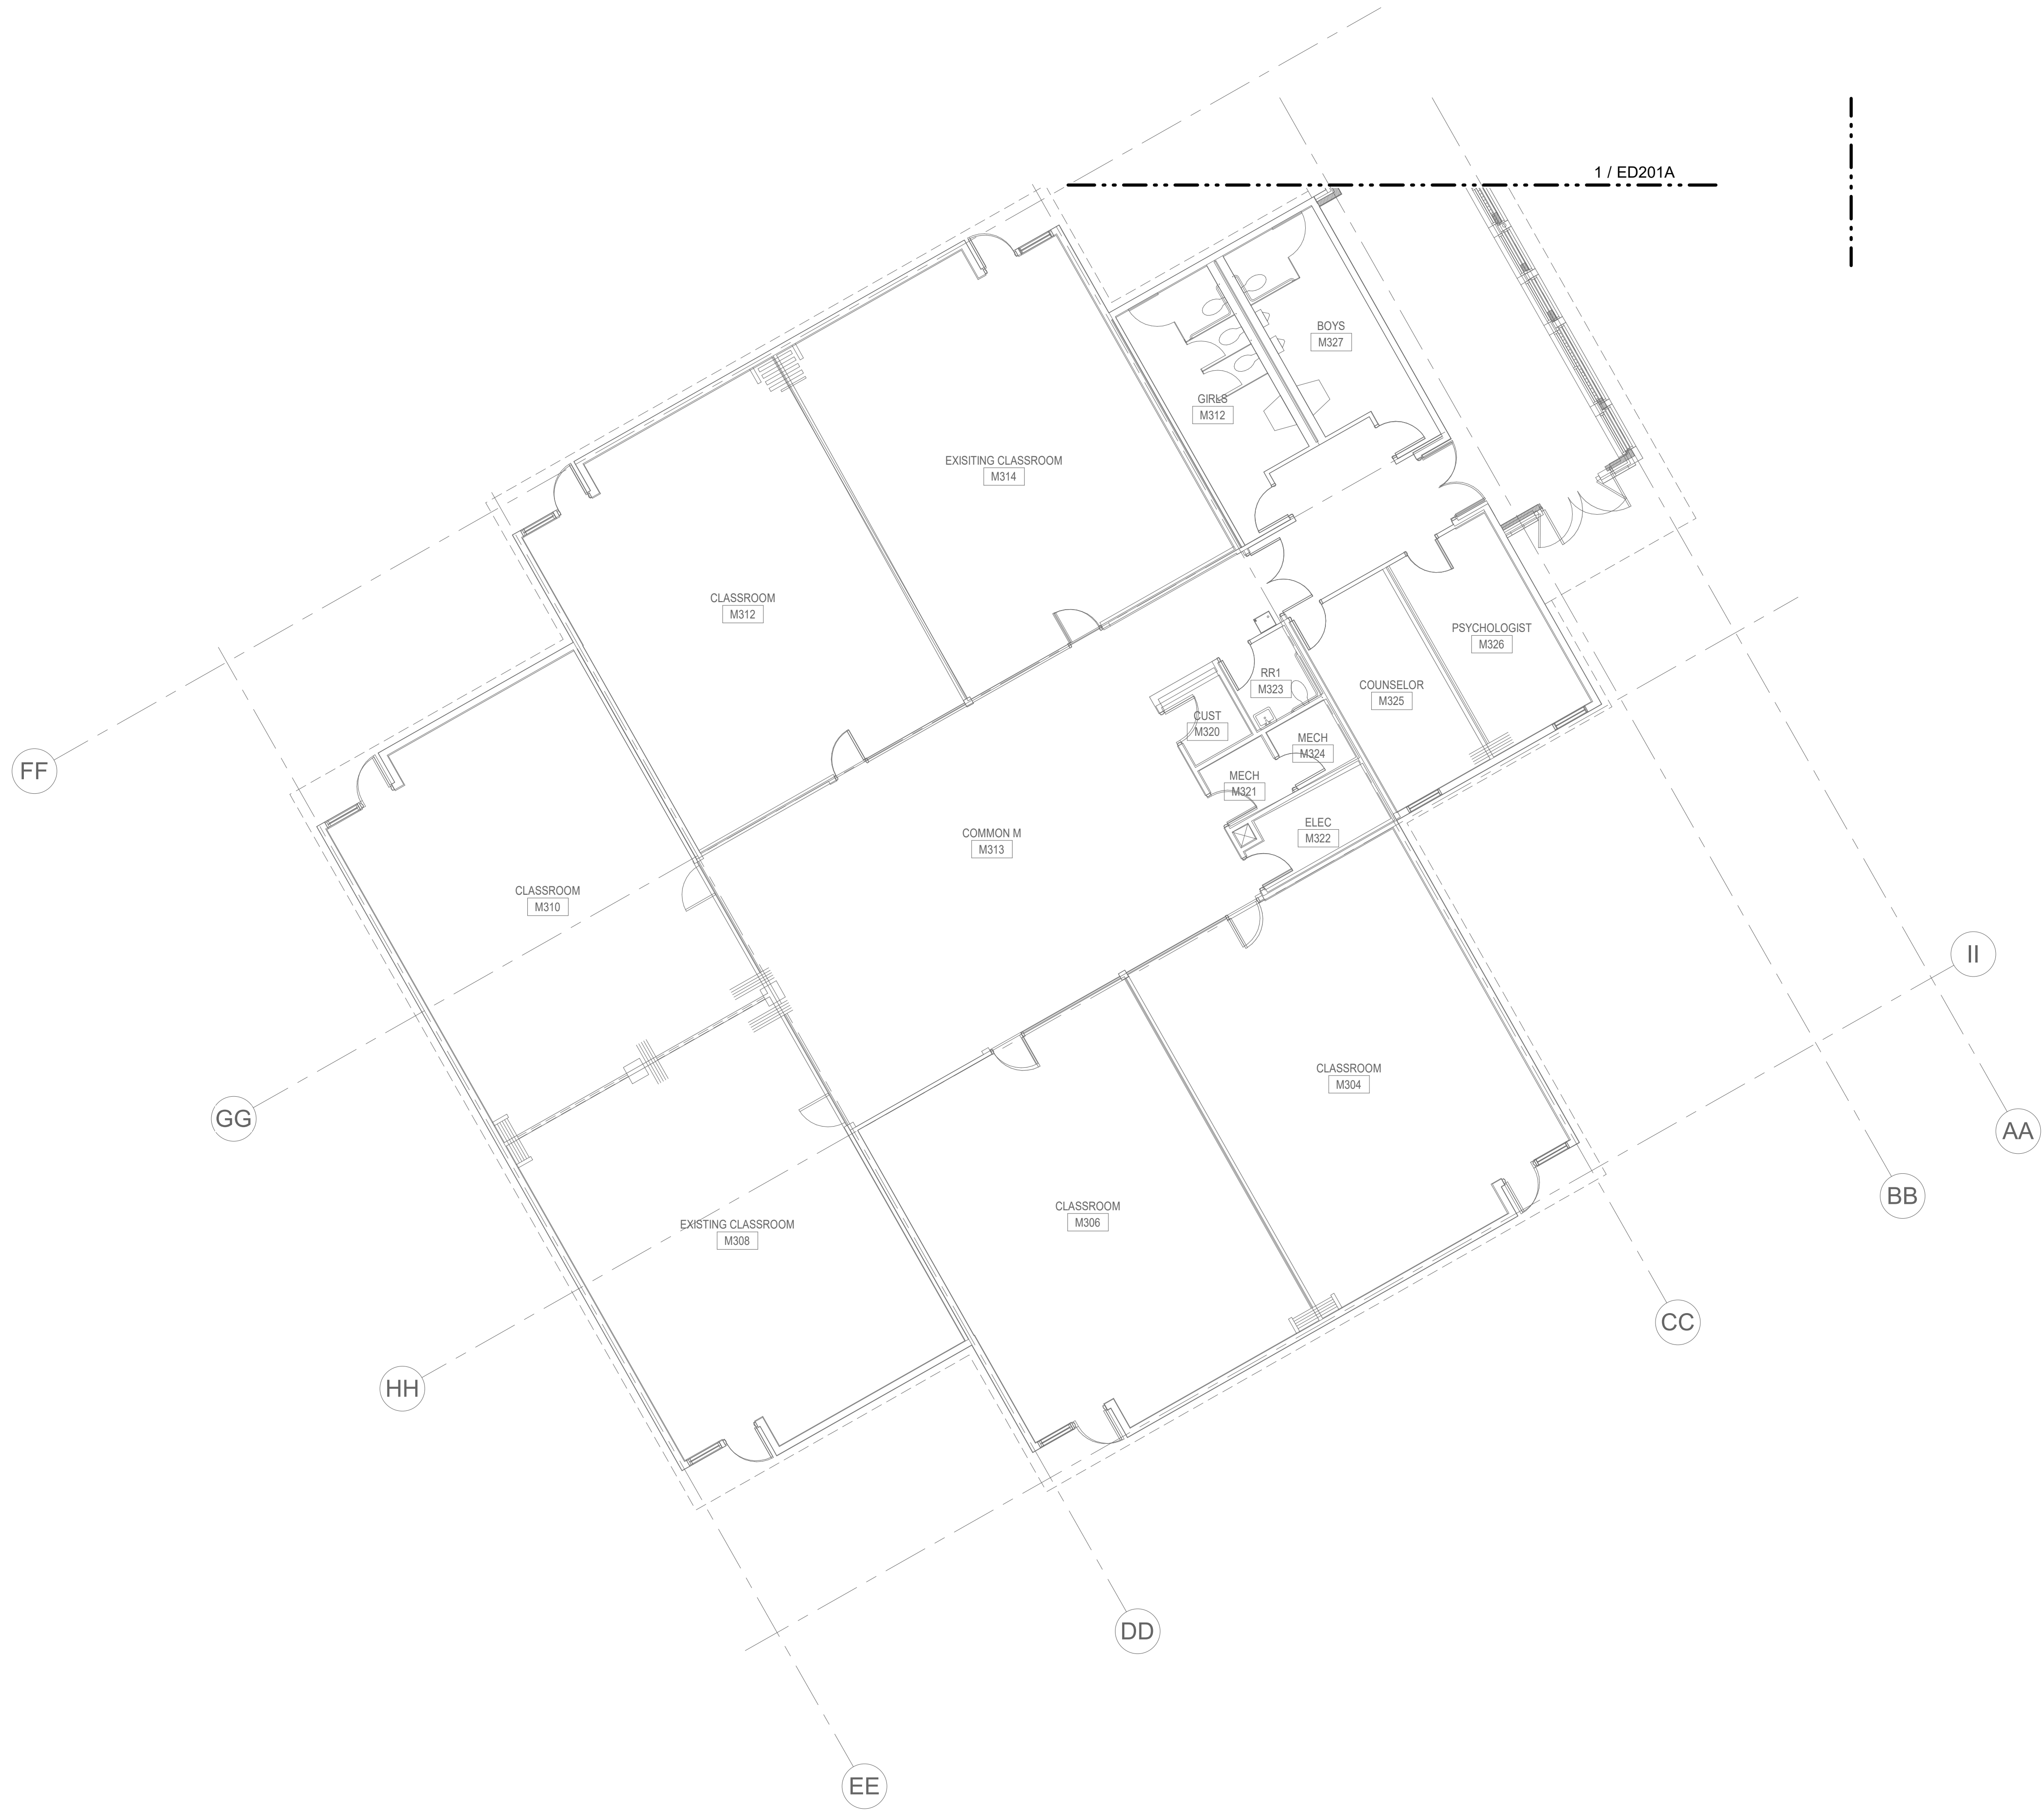 1 / ED201A
BOYS
M327
GIRLS
M312
EXISITING CLASSROOM
M314
CLASSROOM
M312
PSYCHOLOGIST
M326
RR1
M323
COUNSELOR
M325
CUST
M320
MECH
M324
MECH
M321
ELEC
M322
COMMON M
M313
CLASSROOM
M310
CLASSROOM
M304
CLASSROOM
M306
EXISTING CLASSROOM
M308
FF
GG
HH
II
AA
BB
CC
DD
EE